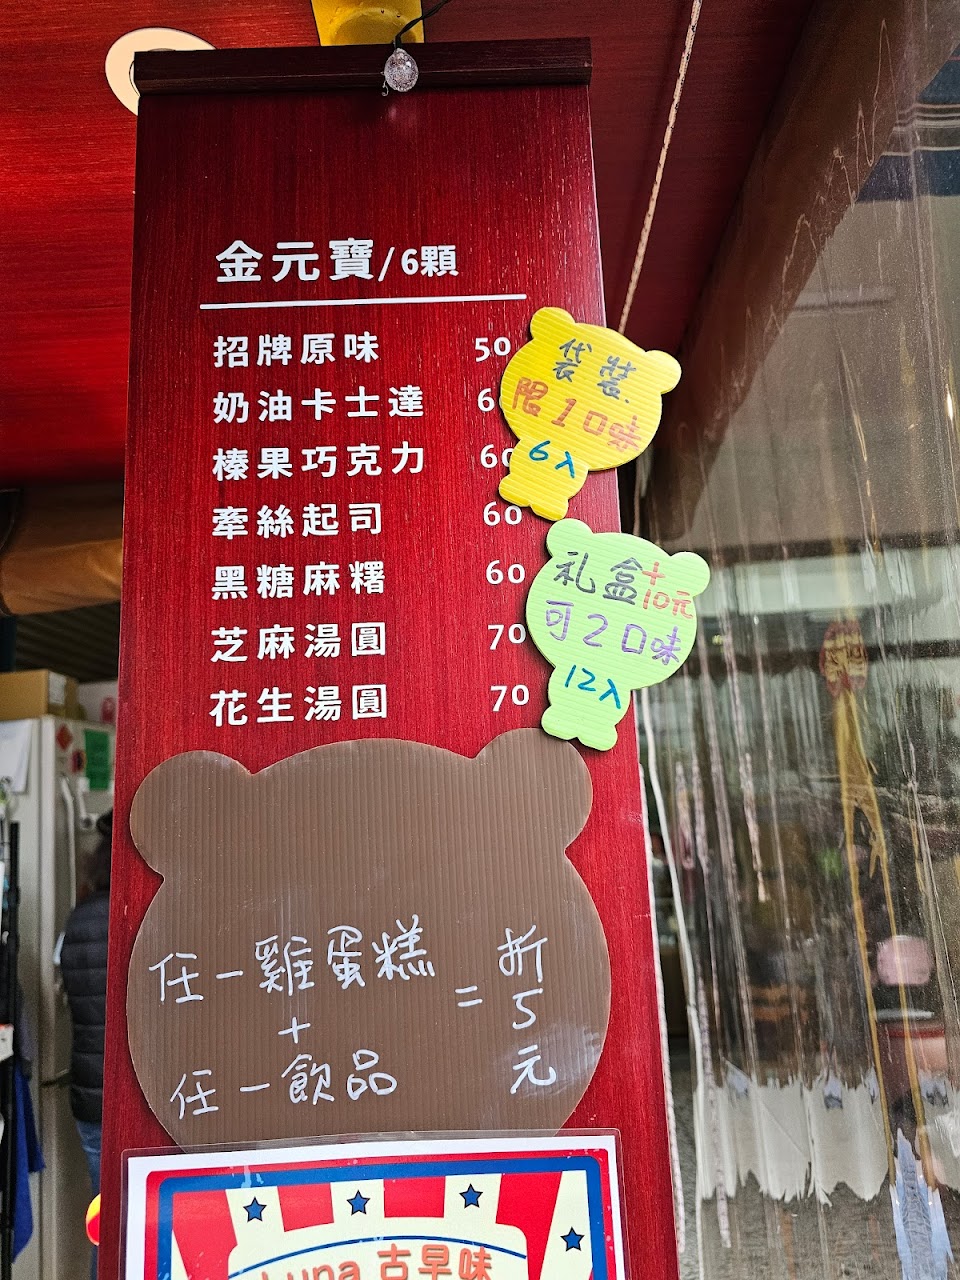 金元寶/6顆
招牌原味 50
奶油卡士達 6
榛果巧克力 60
牽絲起司 60
黑糖麻糬 60
芝麻湯圓 70
花生湯圓 70
袋裝.
限1口味
6入
礼盒+10元
可2口味
12入
任一雞蛋糕
+
任一飲品
=
折
5
元
Luna 古早味